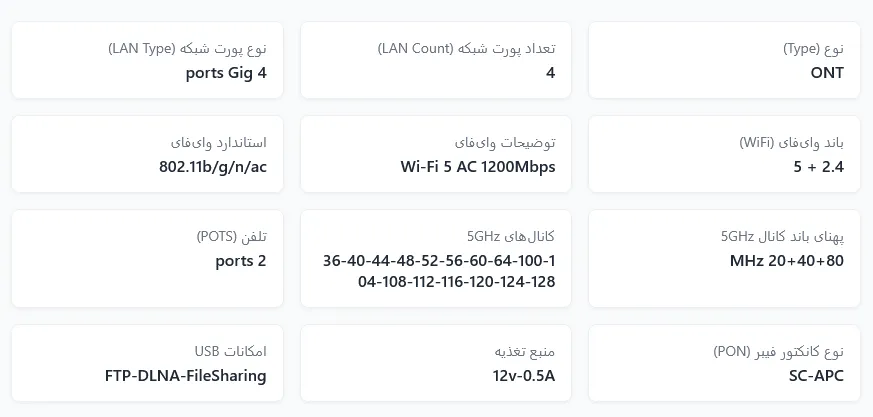 نوع (Type)
ONT
تعداد پورت شبکه (LAN Count)
4
نوع پورت شبکه (LAN Type)
4 ports Gig
باند وای‌فای (WiFi)
2.4 + 5
توضیحات وای‌فای
Wi-Fi 5 AC 1200Mbps
استاندارد وای‌فای
802.11b/g/n/ac
پهنای باند کانال 5GHz
20+40+80 MHz
کانال‌های 5GHz
36-40-44-48-52-56-60-64-100-1
04-108-112-116-120-124-128
تلفن (POTS)
2 ports
نوع کانکتور فیبر (PON)
SC-APC
منبع تغذیه
12v-0.5A
امکانات USB
FTP-DLNA-FileSharing